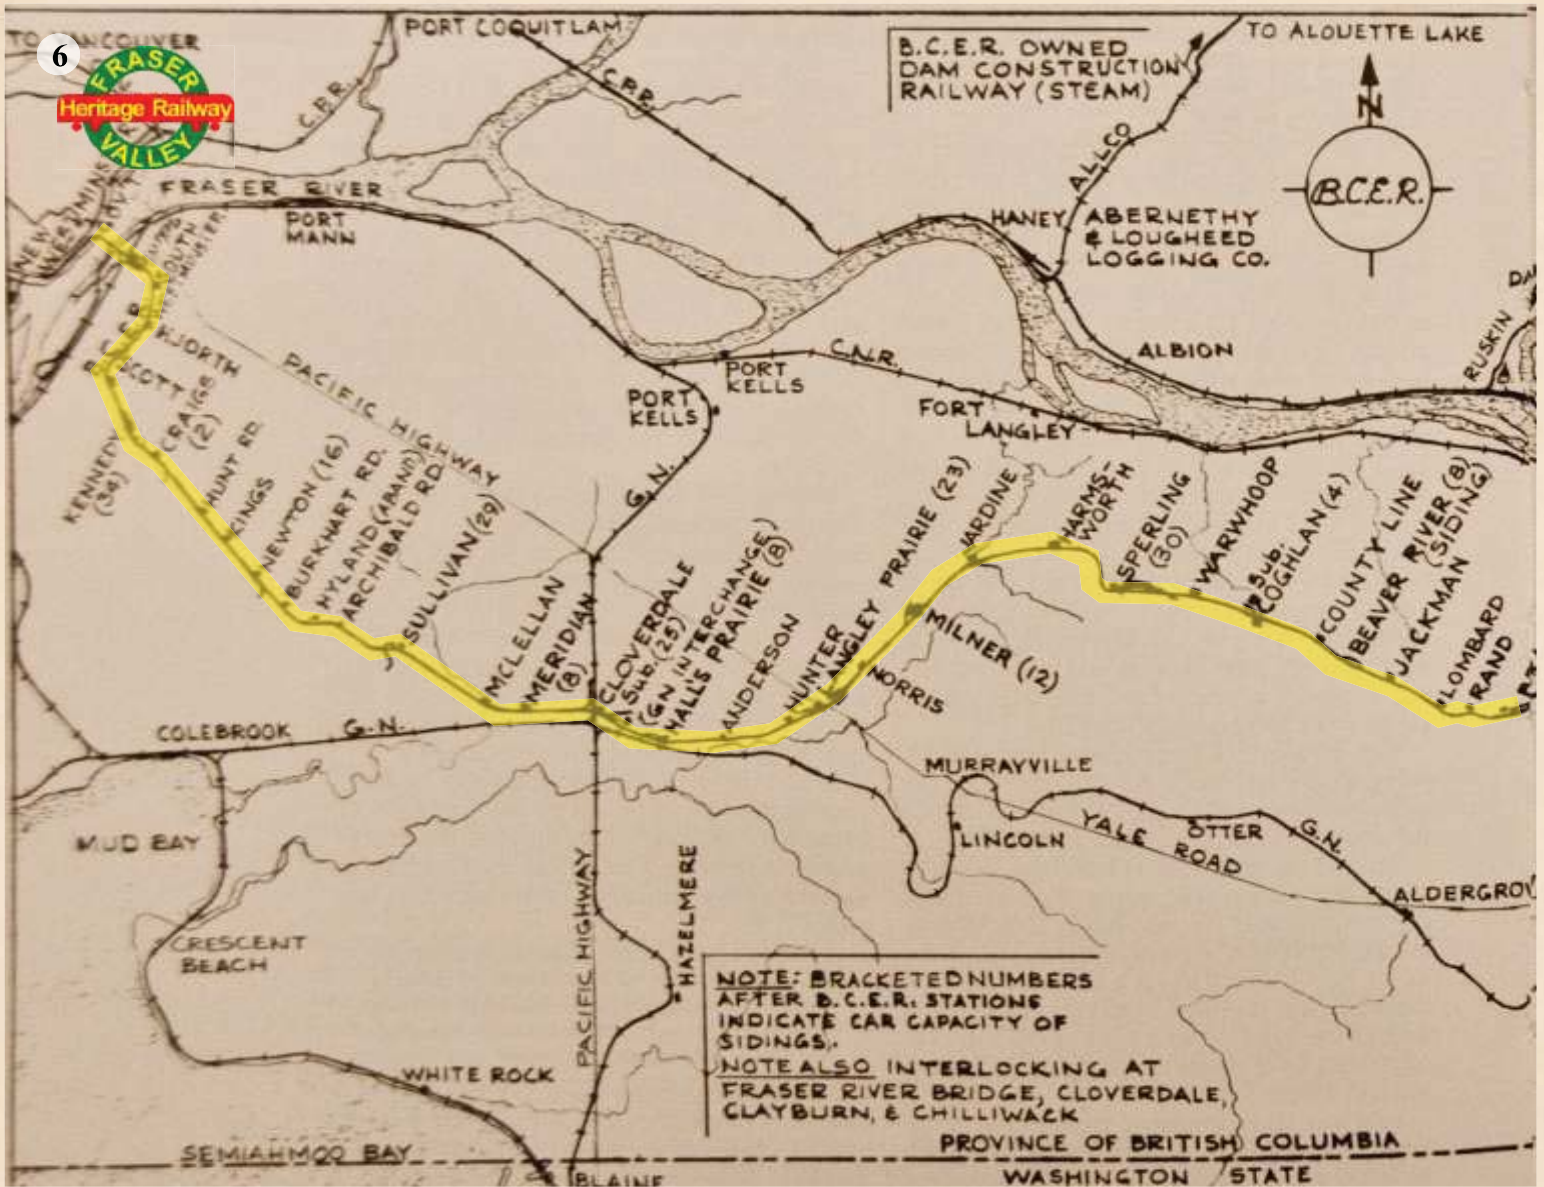 TO VANCOUVER
6
FRASER
Heritage Railway
VALLEY
PORT COQUITLAM
C.P.R.
C.P.R.
B.C.E.R. OWNED
DAM CONSTRUCTION
RAILWAY (STEAM)
TO ALOUETTE LAKE
N
B.C.E.R.
ALLCO
HANEY
ABERNETHY
& LOUGHEED
LOGGING CO.
NEW
FRASER RIVER
PORT
MANN
SOUTH
KJORTH
SCOTT
CRAIGS
(2)
KENNEDY
(34)
HUNT RD.
KINGS
NEWTON (16)
BURKHART RD.
HYLAND (ABAND)
ARCHIBALD RD.
SULLIVAN (29)
PACIFIC HIGHWAY
PORT
KELLS
PORT
KELLS
C.N.R.
G.N.
ALBION
RUSKIN
FORT
LANGLEY
MCLELLAN
MERIDIAN
(8)
CLOVERDALE
Sub. (25)
(GN INTERCHANGE)
HALL'S PRAIRIE (8)
ANDERSON
HUNTER
LANGLEY PRAIRIE (23)
NORRIS
MILNER (12)
JARDINE
HARMS-
WORTH
SPERLING
(30)
WARWHOOP
Sub.
COGHLAN (4)
COUNTY LINE
BEAVER RIVER (8)
(SIDING)
JACKMAN
LOMBARD
RAND
COLEBROOK
G.N.
MUD BAY
MURRAYVILLE
LINCOLN
YALE ROAD
OTTER
G.N.
ALDERGROV
CRESCENT
BEACH
PACIFIC HIGHWAY
HAZELMERE
WHITE ROCK
NOTE: BRACKETED NUMBERS
AFTER B.C.E.R. STATIONS
INDICATE CAR CAPACITY OF
SIDINGS.
NOTE ALSO INTERLOCKING AT
FRASER RIVER BRIDGE, CLOVERDALE,
CLAYBURN, & CHILLIWACK
SEMIAHMOO BAY
PROVINCE OF BRITISH COLUMBIA
WASHINGTON STATE
BLAINE